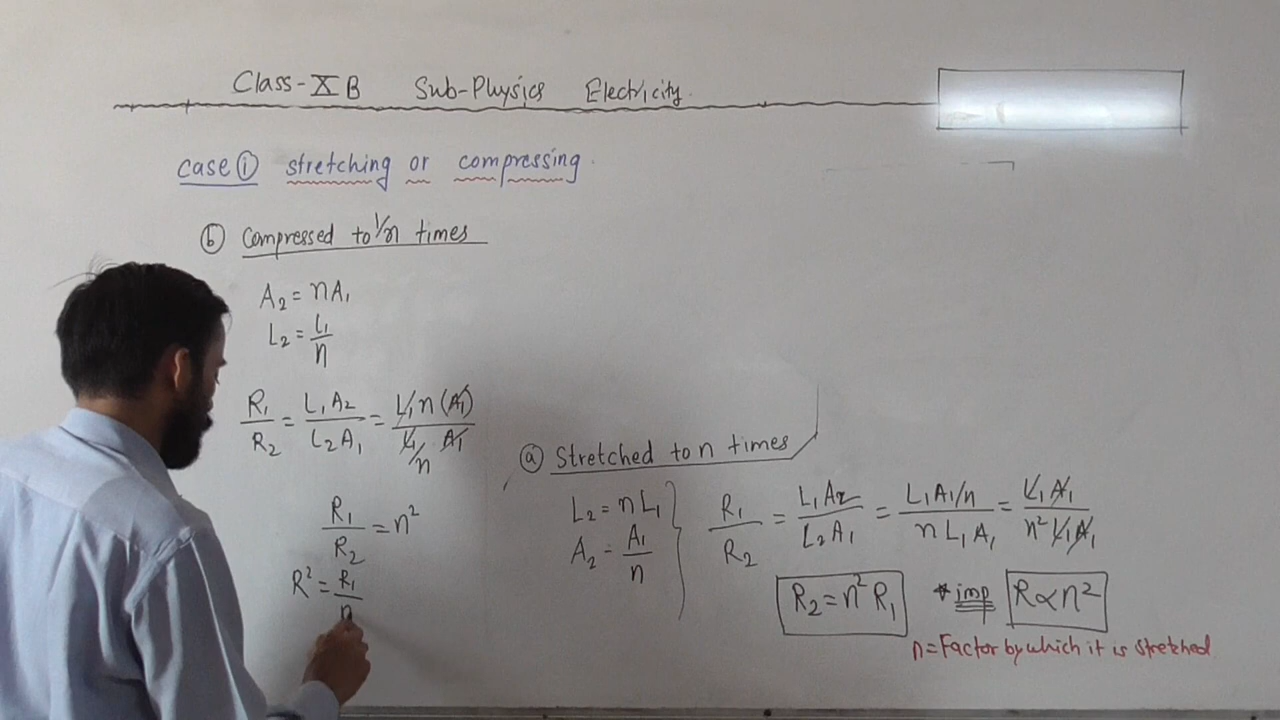 Class-XB Sub-Physics Electricity.
case ① stretching or compressing.
ⓑ Compressed to 1/n times
A₂ = nA₁
L₂ = L₁/n
R₁/R₂ = L₁A₂/L₂A₁ = L₁n(A₁)/(L₁/n A₁)
R₁/R₂ = n²
R² = R₁/n
ⓐ Stretched to n times
L₂ = nL₁
A₂ = A₁/n
R₁/R₂ = L₁A₂/L₂A₁ = L₁A₁/n/nL₁A₁ = L₁A₁/n²L₁A₁
R₂ = n²R₁ * imp R∝n²
n = Factor by which it is stretched